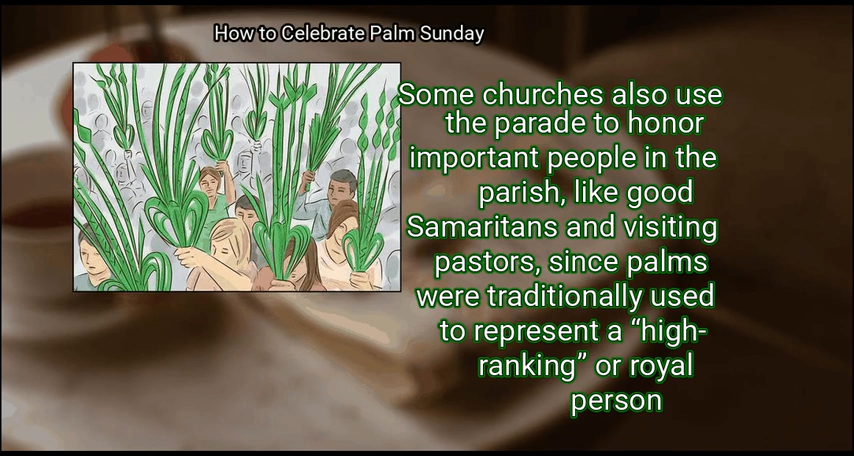 How to Celebrate Palm Sunday
Some churches also use
the parade to honor
important people in the
parish, like good
Samaritans and visiting
pastors, since palms
were traditionally used
to represent a “high-
ranking” or royal
person